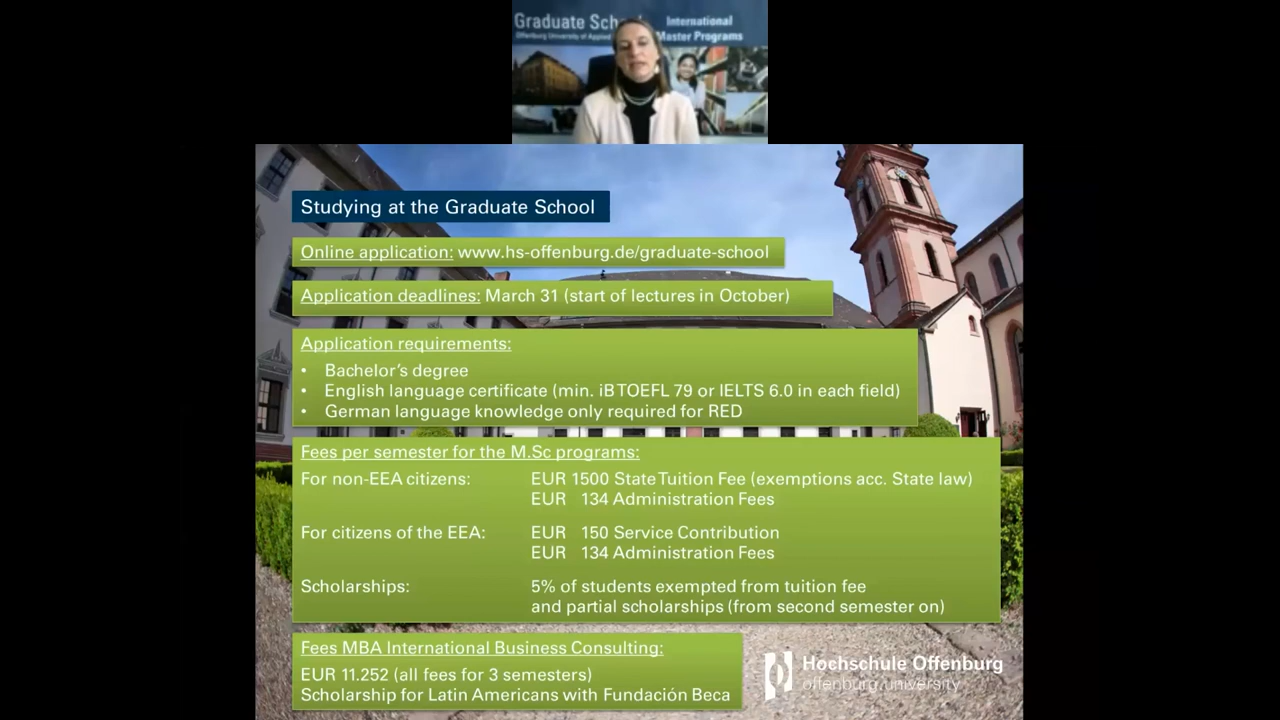 Graduate Scho
International
Offenburg University of Applied
Master Programs
Studying at the Graduate School
Online application: www.hs-offenburg.de/graduate-school
Application deadlines: March 31 (start of lectures in October)
Application requirements:
• Bachelor's degree
• English language certificate (min. iBTOEFL 79 or IELTS 6.0 in each field)
• German language knowledge only required for RED
Fees per semester for the M.Sc programs:
For non-EEA citizens: EUR 1500 State Tuition Fee (exemptions acc. State law)
EUR 134 Administration Fees
For citizens of the EEA: EUR 150 Service Contribution
EUR 134 Administration Fees
Scholarships: 5% of students exempted from tuition fee
and partial scholarships (from second semester on)
Fees MBA International Business Consulting:
EUR 11.252 (all fees for 3 semesters)
Scholarship for Latin Americans with Fundación Beca
Hochschule Offenburg
offenburg.university